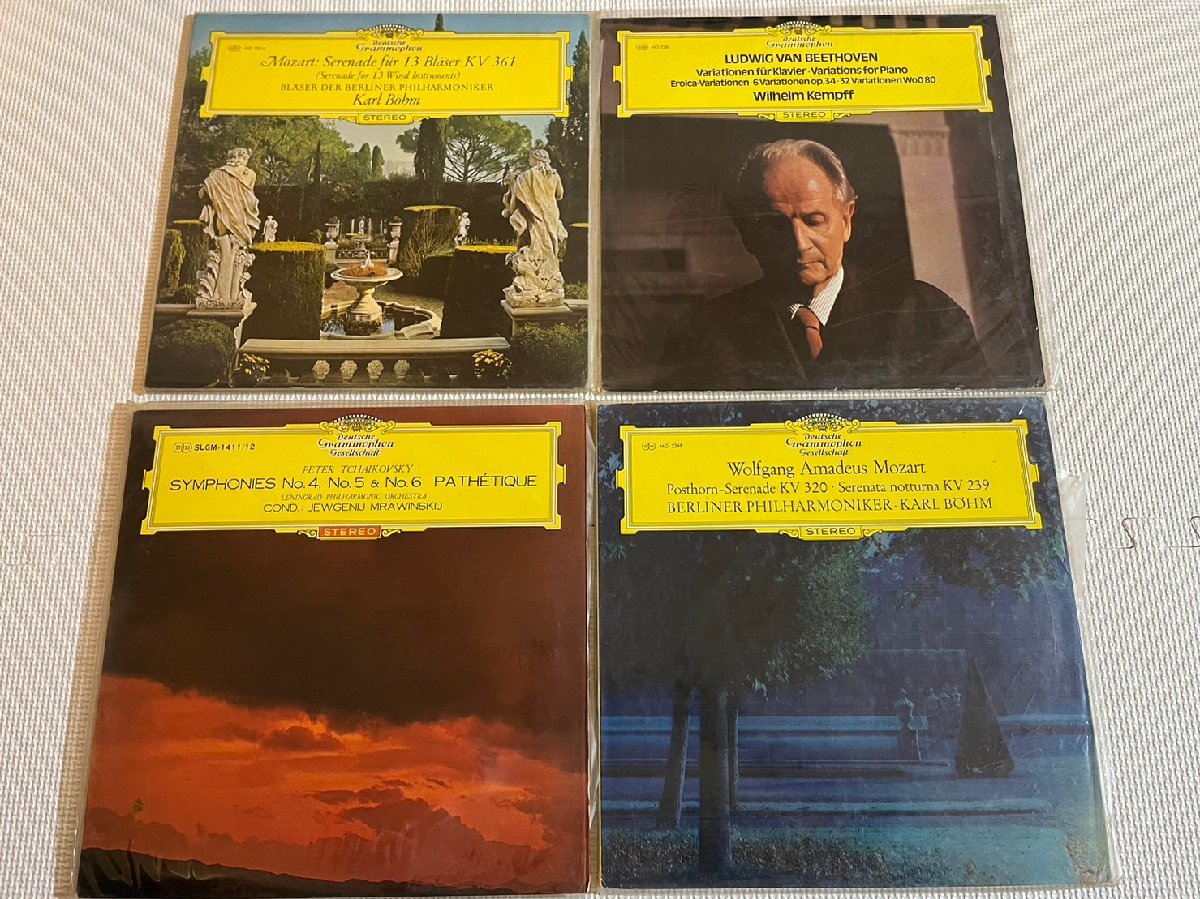 Deutsche
Grammophon
Mozart: Serenade für 13 Bläser KV 361
(Serenade for 13 Wind Instruments)
BLÄSER DER BERLINER PHILHARMONIKER
Karl Böhm
STEREO
Deutsche
Grammophon
LUDWIG VAN BEETHOVEN
Variationen für Klavier · Variations for Piano
Eroica-Variationen · 6 Variationen op. 34 · 32 Variationen WoO 80
Wilhelm Kempff
STEREO
SLGM-1411/12
Deutsche
Grammophon
Gesellschaft
PETER TCHAIKOVSKY
SYMPHONIES No. 4, No. 5 & No. 6 PATHÉTIQUE
LENINGRAD PHILHARMONIC ORCHESTRA
COND.: JEWGENIJ MRAWINSKIJ
STEREO
Deutsche
Grammophon
Gesellschaft
Wolfgang Amadeus Mozart
Posthorn-Serenade KV 320 · Serenata notturna KV 239
BERLINER PHILHARMONIKER · KARL BÖHM
STEREO